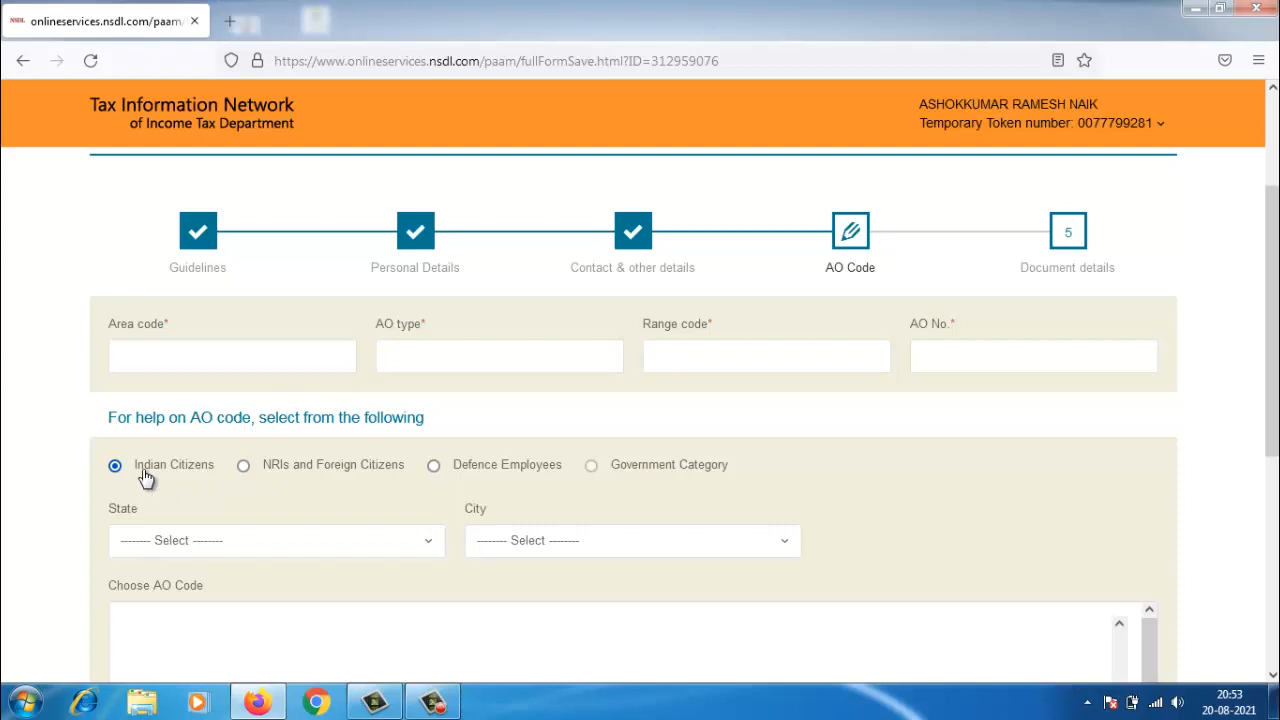 NSDL onlineservices.nsdl.com/paam/
https://www.onlineservices.nsdl.com/paam/fullFormSave.html?ID=312959076
Tax Information Network
of Income Tax Department
ASHOKKUMAR RAMESH NAIK
Temporary Token number: 0077799281
5
Guidelines
Personal Details
Contact & other details
AO Code
Document details
Area code*
AO type*
Range code*
AO No.*
For help on AO code, select from the following
Indian Citizens
NRIs and Foreign Citizens
Defence Employees
Government Category
State
City
-------- Select --------
-------- Select --------
Choose AO Code
20:53
20-08-2021